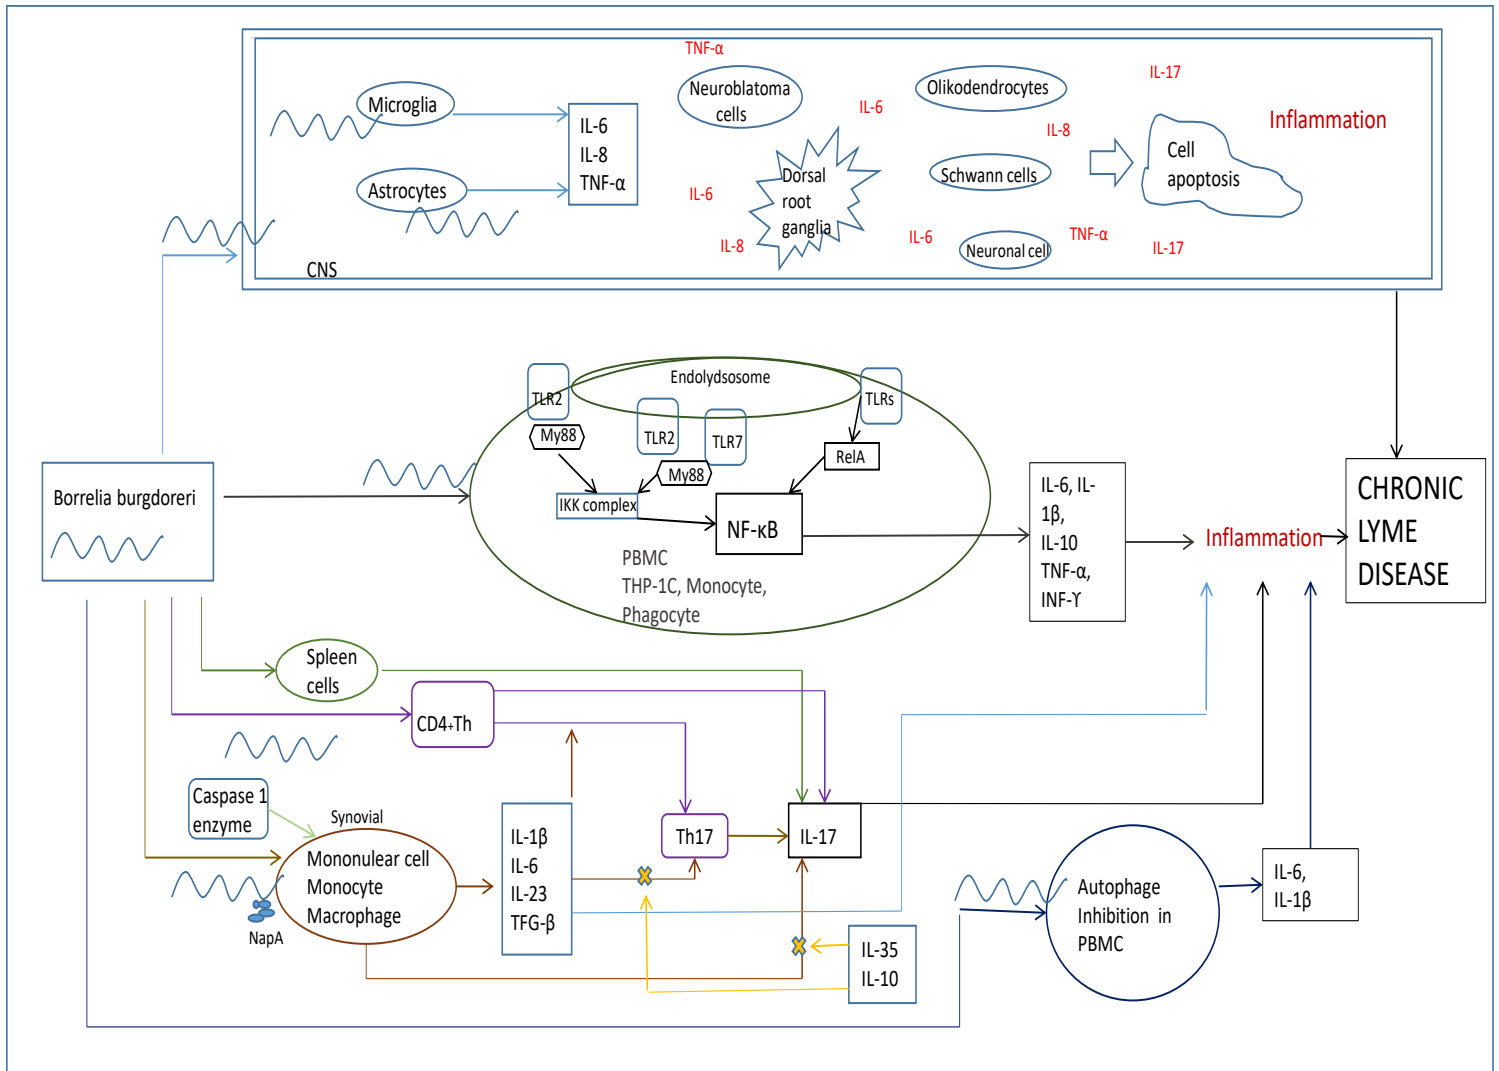 TNF-α
IL-17
Microglia
Neuroblatoma
cells
Olikodendrocytes
IL-6
Inflammation
IL-6
IL-8
TNF-α
IL-8
Cell
apoptosis
Astrocytes
Dorsal
root
ganglia
Schwann cells
IL-6
IL-8
IL-6
Neuronal cell
TNF-α
IL-17
CNS
Endolydsosome
TLR2
TLRs
My88
TLR2
TLR7
RelA
My88
IKK complex
NF-κB
PBMC
THP-1C, Monocyte,
Phagocyte
Borrelia burgdoreri
IL-6, IL-
1β,
IL-10
TNF-α,
INF-ϒ
Inflammation
CHRONIC
LYME
DISEASE
Spleen
cells
CD4+Th
Caspase 1
enzyme
Synovial
Mononulear cell
Monocyte
Macrophage
NapA
IL-1β
IL-6
IL-23
TFG-β
Th17
IL-17
IL-35
IL-10
Autophage
Inhibition in
PBMC
IL-6,
IL-1β